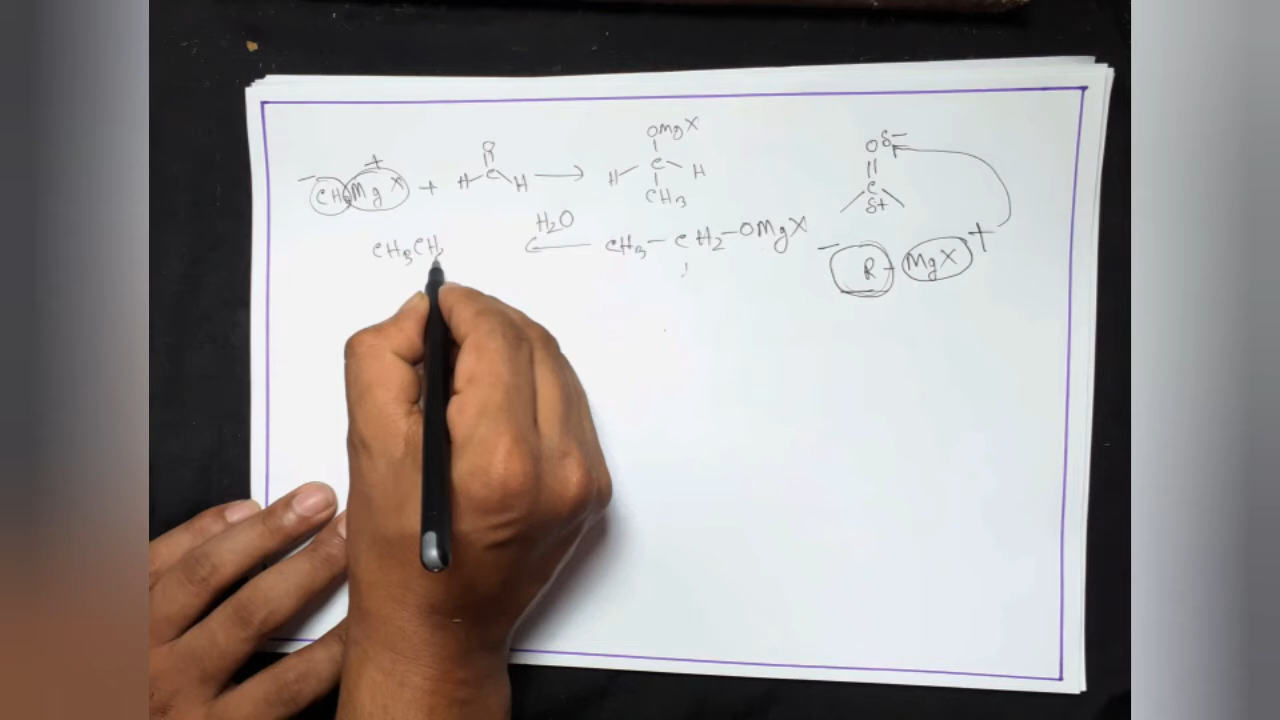 OMgX
O δ−
− +
CH3MgX + H C H O → H − C − H
CH3
C
δ+
H2O
CH3CH2 ← CH3 − CH2 − OMgX
− R − MgX +